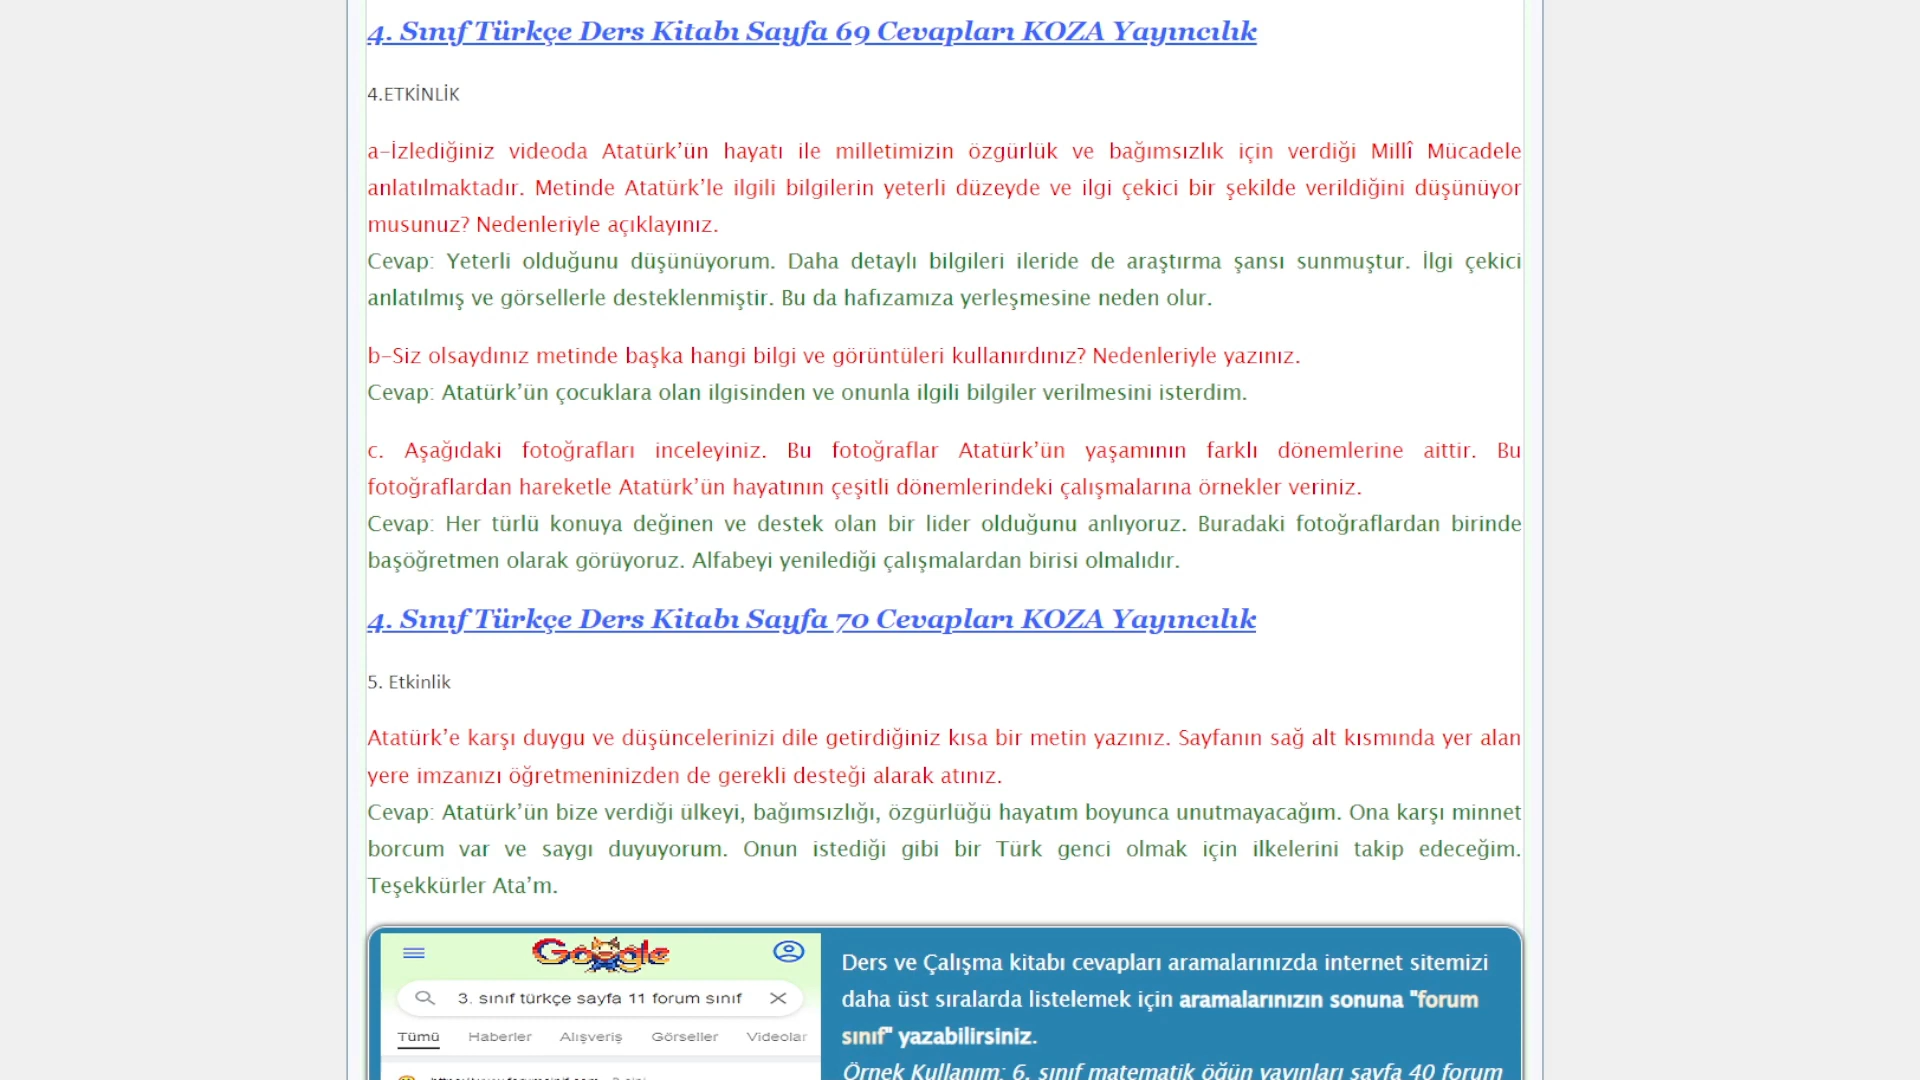 4. Sınıf Türkçe Ders Kitabı Sayfa 69 Cevapları KOZA Yayıncılık
4.ETKİNLİK
a-İzlediğiniz videoda Atatürk’ün hayatı ile milletimizin özgürlük ve bağımsızlık için verdiği Millî Mücadele
anlatılmaktadır. Metinde Atatürk’le ilgili bilgilerin yeterli düzeyde ve ilgi çekici bir şekilde verildiğini düşünüyor
musunuz? Nedenleriyle açıklayınız.
Cevap: Yeterli olduğunu düşünüyorum. Daha detaylı bilgileri ileride de araştırma şansı sunmuştur. İlgi çekici
anlatılmış ve görsellerle desteklenmiştir. Bu da hafızamıza yerleşmesine neden olur.
b-Siz olsaydınız metinde başka hangi bilgi ve görüntüleri kullanırdınız? Nedenleriyle yazınız.
Cevap: Atatürk’ün çocuklara olan ilgisinden ve onunla ilgili bilgiler verilmesini isterdim.
c. Aşağıdaki fotoğrafları inceleyiniz. Bu fotoğraflar Atatürk’ün yaşamının farklı dönemlerine aittir. Bu
fotoğraflardan hareketle Atatürk’ün hayatının çeşitli dönemlerindeki çalışmalarına örnekler veriniz.
Cevap: Her türlü konuya değinen ve destek olan bir lider olduğunu anlıyoruz. Buradaki fotoğraflardan birinde
başöğretmen olarak görüyoruz. Alfabeyi yenilediği çalışmalardan birisi olmalıdır.
4. Sınıf Türkçe Ders Kitabı Sayfa 70 Cevapları KOZA Yayıncılık
5. Etkinlik
Atatürk’e karşı duygu ve düşüncelerinizi dile getirdiğiniz kısa bir metin yazınız. Sayfanın sağ alt kısmında yer alan
yere imzanızı öğretmeninizden de gerekli desteği alarak atınız.
Cevap: Atatürk’ün bize verdiği ülkeyi, bağımsızlığı, özgürlüğü hayatım boyunca unutmayacağım. Ona karşı minnet
borcum var ve saygı duyuyorum. Onun istediği gibi bir Türk genci olmak için ilkelerini takip edeceğim.
Teşekkürler Ata’m.
Google
3. sınıf türkçe sayfa 11 forum sınıf
Tümü Haberler Alışveriş Görseller Videolar
Ders ve Çalışma kitabı cevapları aramalarınızda internet sitemizi
daha üst sıralarda listelemek için aramalarınızın sonuna "forum
sınıf" yazabilirsiniz.
Örnek Kullanım: 6. sınıf matematik öğün yayınları sayfa 40 forum